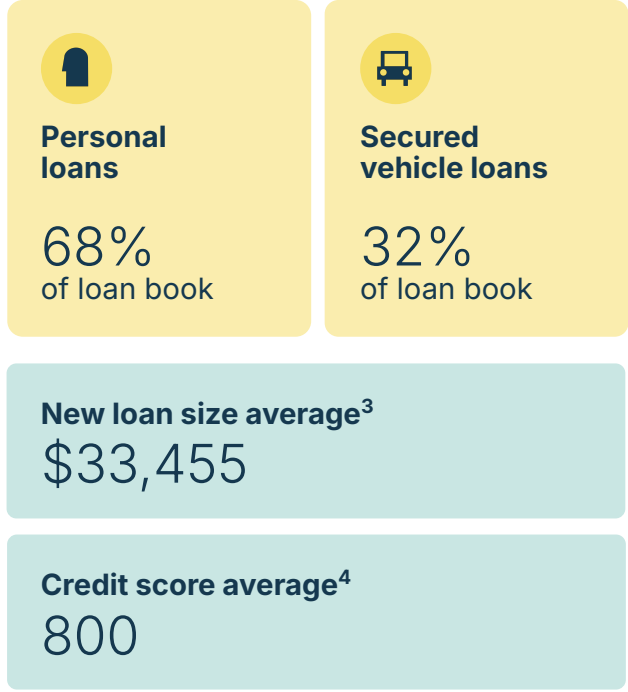 Personal
loans
68%
of loan book
Secured
vehicle loans
32%
of loan book
New loan size average³
$33,455
Credit score average⁴
800